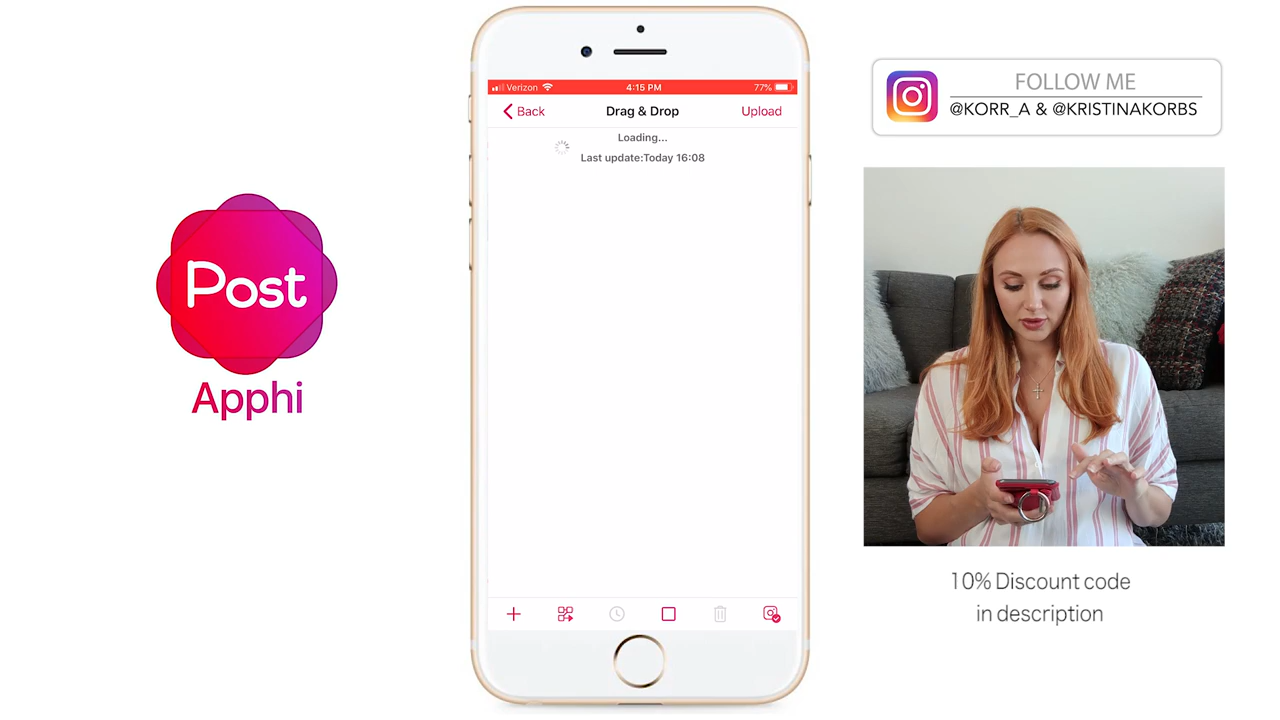 Post
Apphi
Verizon
4:15 PM
77%
Back
Drag & Drop
Upload
Loading...
Last update:Today 16:08
FOLLOW ME
@KORR_A & @KRISTINAKORBS
10% Discount code
in description